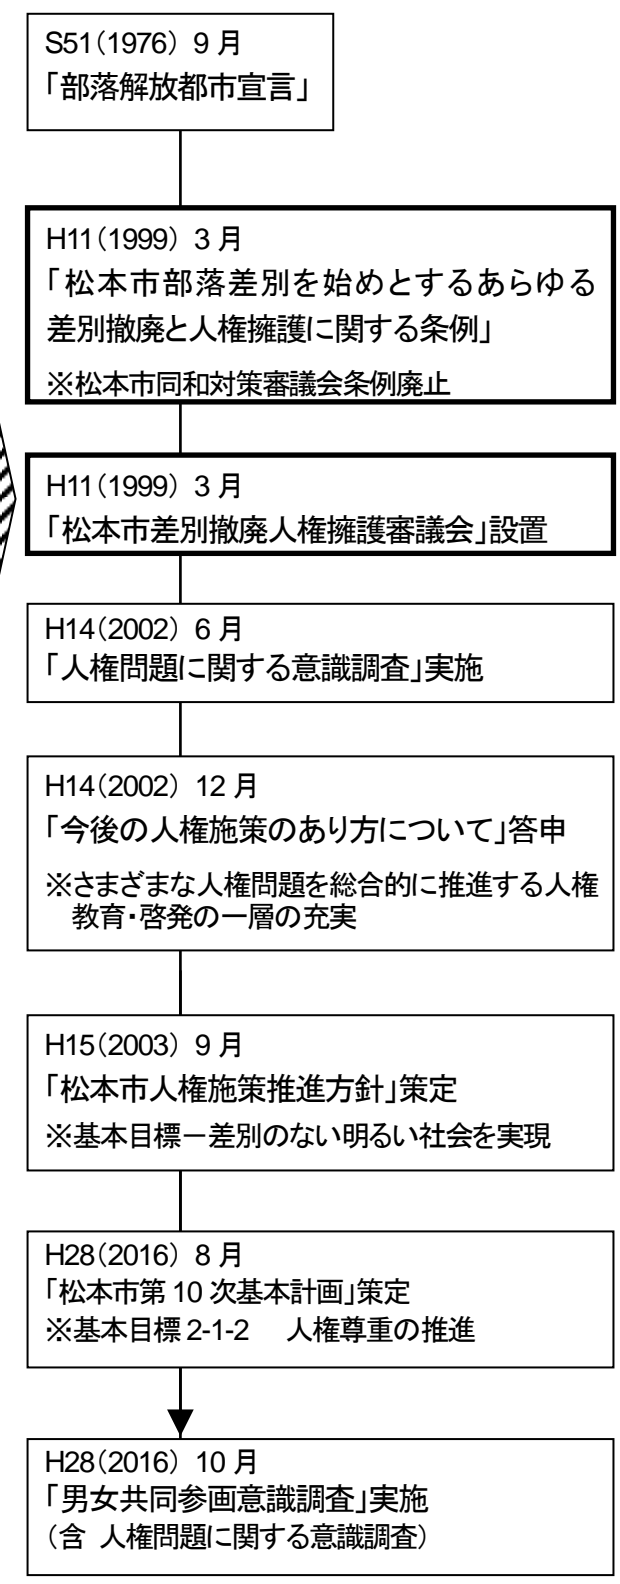 S51(1976) 9月
「部落解放都市宣言」
H11(1999) 3月
「松本市部落差別を始めとするあらゆる
差別撤廃と人権擁護に関する条例」
※松本市同和対策審議会条例廃止
H11(1999) 3月
「松本市差別撤廃人権擁護審議会」設置
H14(2002) 6月
「人権問題に関する意識調査」実施
H14(2002) 12月
「今後の人権施策のあり方について」答申
※さまざまな人権問題を総合的に推進する人権
教育・啓発の一層の充実
H15(2003) 9月
「松本市人権施策推進方針」策定
※基本目標－差別のない明るい社会を実現
H28(2016) 8月
「松本市第10次基本計画」策定
※基本目標2-1-2　人権尊重の推進
H28(2016) 10月
「男女共同参画意識調査」実施
(含 人権問題に関する意識調査)